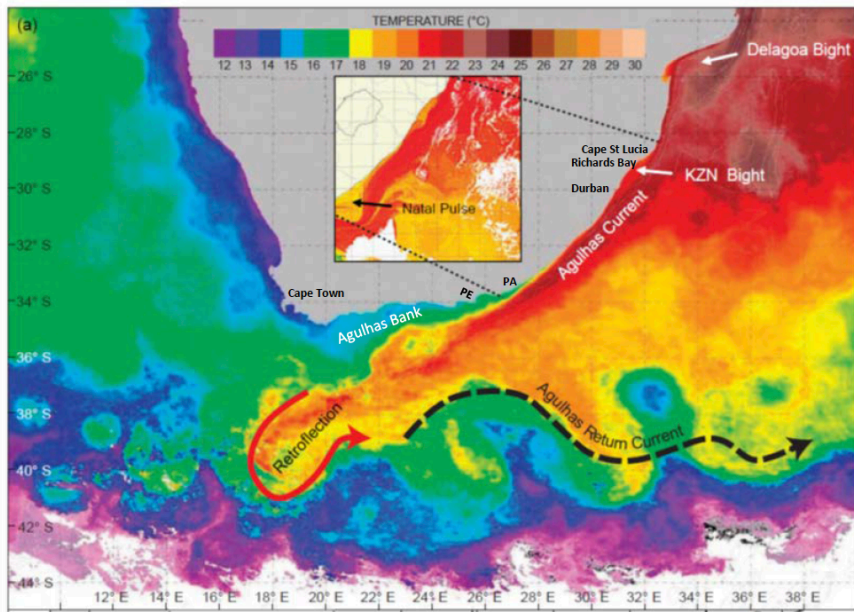 (a)
TEMPERATURE (°C)
12 13 14 15 16 17 18 19 20 21 22 23 24 25 26 27 28 29 30
Delagoa Bight
26° S
28° S
30° S
32° S
34° S
36° S
38° S
40° S
42° S
44° S
Cape St Lucia
Richards Bay
KZN Bight
Durban
Natal Pulse
Agulhas Current
PA
PE
Cape Town
Agulhas Bank
Retroflection
Agulhas Return Current
12 E 14 E 16 E 18 E 20 E 22 E 24 E 26 E 28 E 30 E 32 E 34 E 36 E 38 E